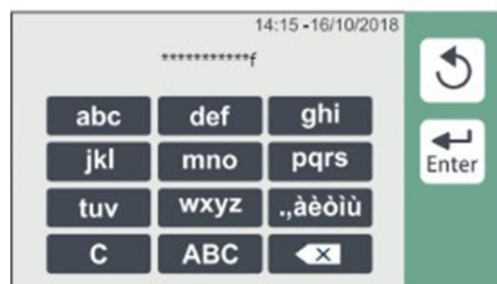 14:15 -16/10/2018
***********f
abc def ghi
jkl mno pqrs
Enter
tuv wxyz .,àèòìù
C ABC